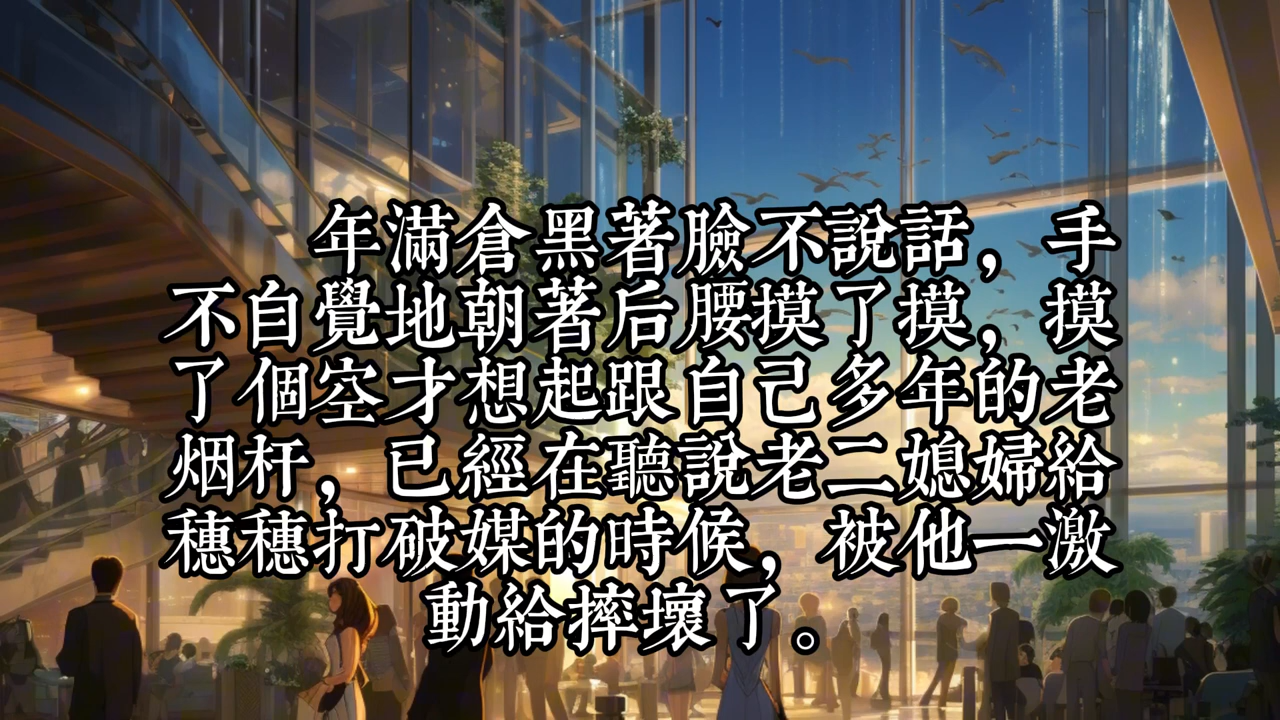 年滿倉黑著臉不說話，手
不自覺地朝著后腰摸了摸，摸
了個空才想起跟自己多年的老
烟杆，已經在聽說老二媳婦給
穗穗打破媒的時候，被他一激
動給摔壞了。